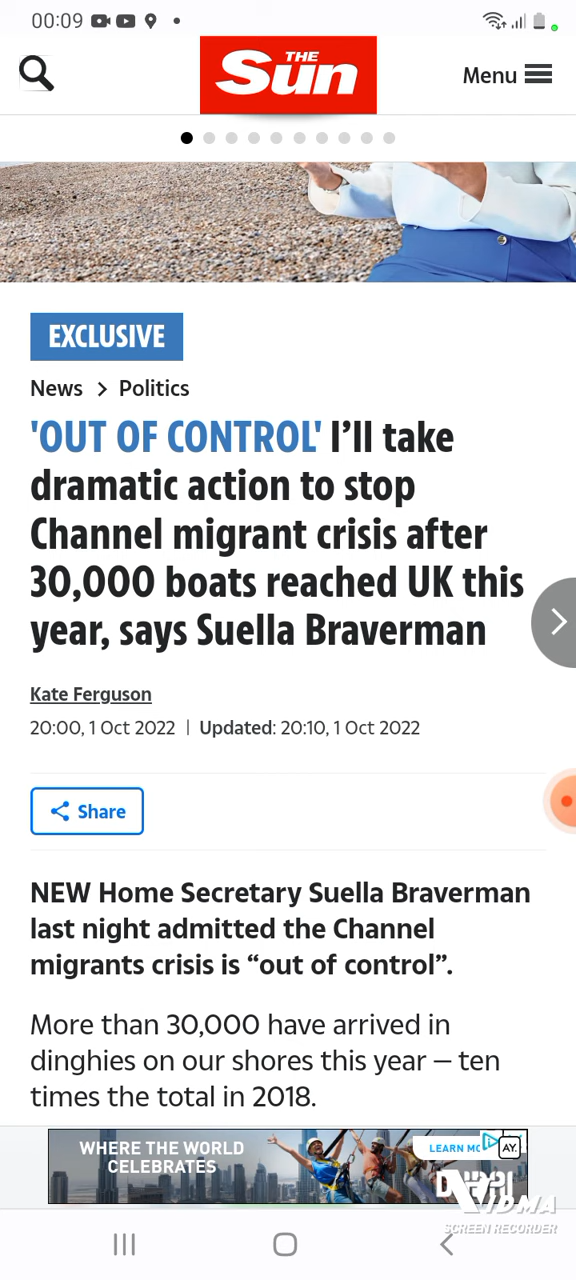 00:09
THE
Sun
Menu
EXCLUSIVE
News > Politics
'OUT OF CONTROL' I’ll take
dramatic action to stop
Channel migrant crisis after
30,000 boats reached UK this
year, says Suella Braverman
Kate Ferguson
20:00, 1 Oct 2022 | Updated: 20:10, 1 Oct 2022
Share
NEW Home Secretary Suella Braverman
last night admitted the Channel
migrants crisis is “out of control”.
More than 30,000 have arrived in
dinghies on our shores this year – ten
times the total in 2018.
WHERE THE WORLD
CELEBRATES
LEARN
AY.
VIDMA
SCREEN RECORDER